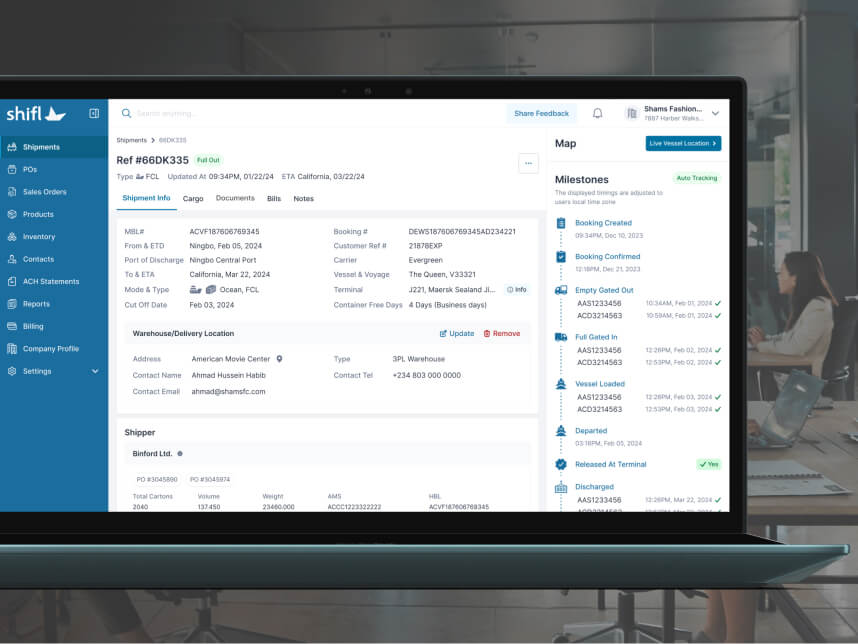 shifl
Search anything...
Share Feedback
Shams Fashion...
7887 Harber Walks...
Shipments
POs
Sales Orders
Products
Inventory
Contacts
ACH Statements
Reports
Billing
Company Profile
Settings
Shipments > 66DK335
Ref #66DK335 Full Out
Type FCL Updated At 09:34PM, 01/22/24 ETA California, 03/22/24
Shipment Info Cargo Documents Bills Notes
MBL# ACVF187606769345 Booking # DEWS187606769345AD234221
From & ETD Ningbo, Feb 05, 2024 Customer Ref # 2187BEXP
Port of Discharge Ningbo Central Port Carrier Evergreen
To & ETA California, Mar 22, 2024 Vessel & Voyage The Queen, V33321
Mode & Type Ocean, FCL Terminal J221, Maersk Sealand Ji... Info
Cut Off Date Feb 03, 2024 Container Free Days 4 Days (Business days)
Warehouse/Delivery Location Update Remove
Address American Movie Center Type 3PL Warehouse
Contact Name Ahmad Hussein Habib Contact Tel +234 803 000 0000
Contact Email ahmad@shamsfc.com
Shipper
Binford Ltd.
PO #3045890 PO #3045974
Total Cartons Volume Weight AMS HBL
2040 137.450 23460.000 ACCC1223322222 ACVF187606769345
Map Live Vessel Location >
Milestones Auto Tracking
The displayed timings are adjusted to
users local time zone
Booking Created
09:34PM, Dec 10, 2023
Booking Confirmed
12:18PM, Dec 21, 2023
Empty Gated Out
AAS1233456 10:34AM, Feb 01, 2024
ACD3214563 10:59AM, Feb 01, 2024
Full Gated In
AAS1233456 12:26PM, Feb 02, 2024
ACD3214563 12:53PM, Feb 02, 2024
Vessel Loaded
AAS1233456 12:26PM, Feb 03, 2024
ACD3214563 12:53PM, Feb 03, 2024
Departed
03:18PM, Feb 05, 2024
Released At Terminal Yes
Discharged
AAS1233456 12:26PM, Mar 22, 2024
ACD3214563